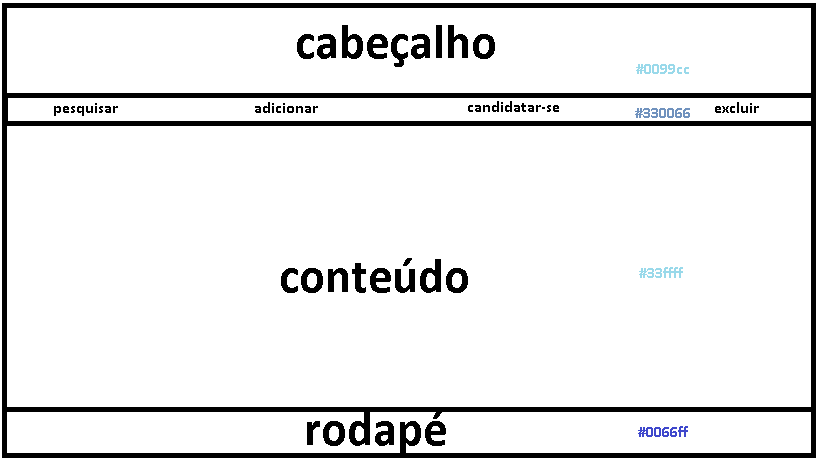 cabeçalho
#0099cc
pesquisar adicionar candidatar-se #330066 excluir
conteúdo #33ffff
rodapé #0066ff